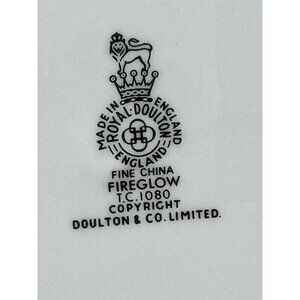 MADE IN ENGLAND
ROYAL·DOULTON
ENGLAND
FINE CHINA
FIREGLOW
T.C.1080
COPYRIGHT
DOULTON & CO. LIMITED.